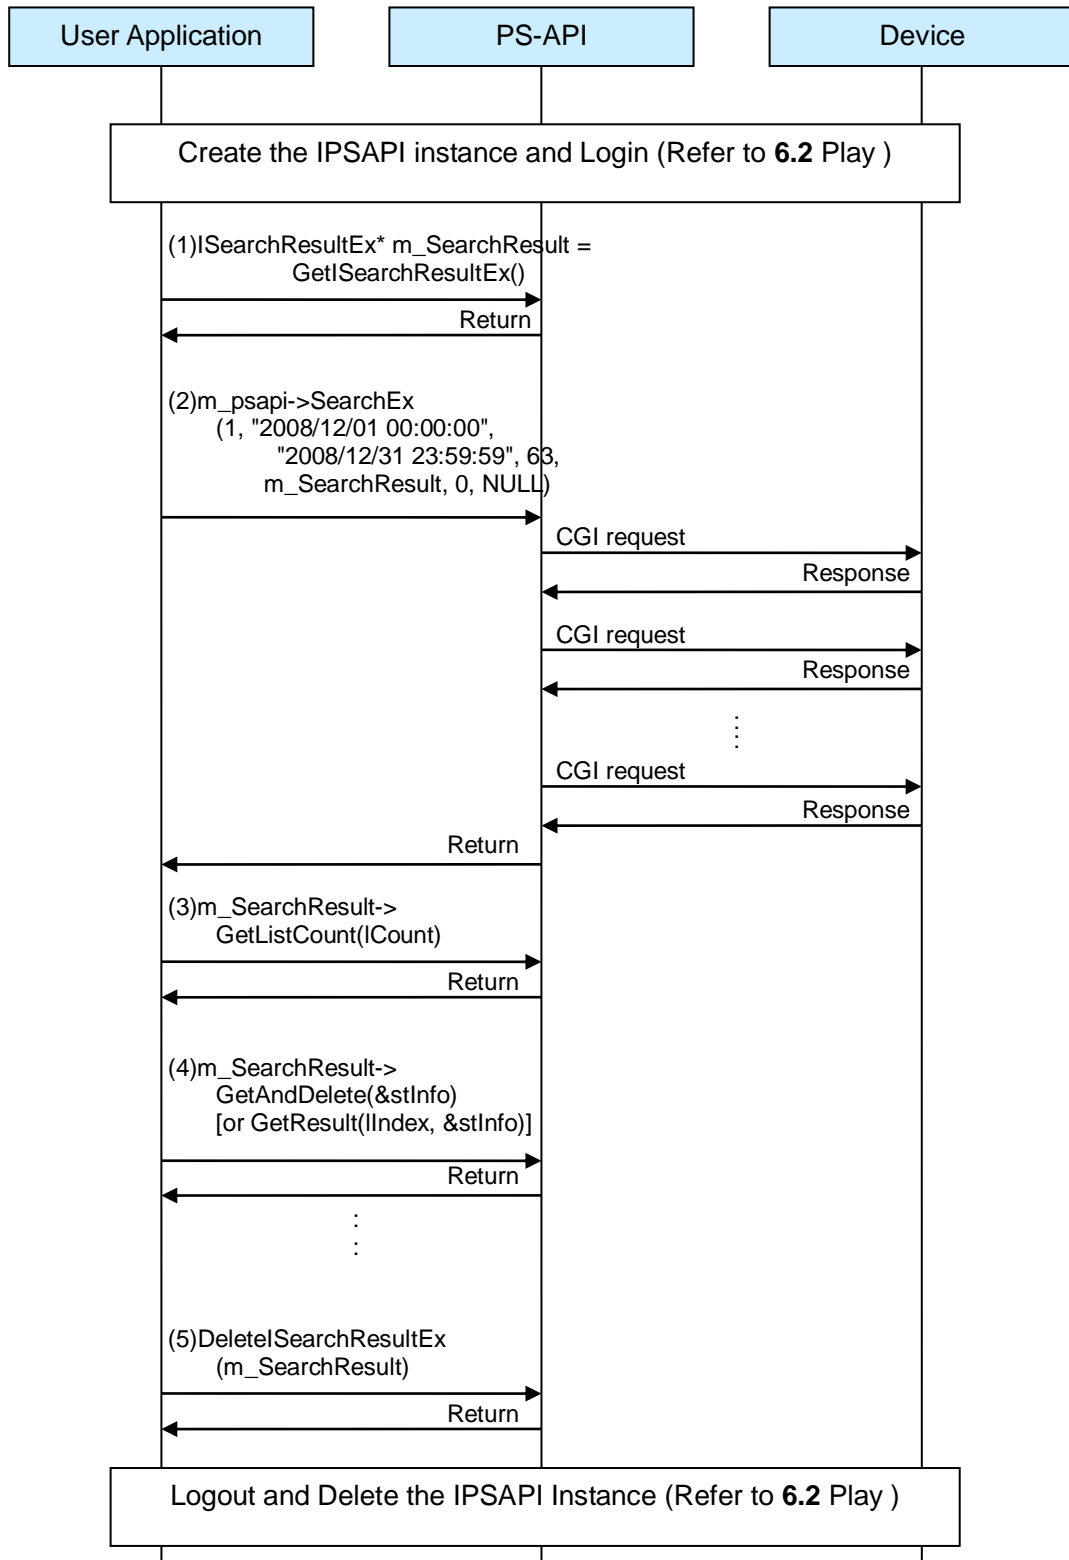 User Application
PS-API
Device
Create the IPSAPI instance and Login (Refer to 6.2 Play )
(1)ISearchResultEx* m_SearchResult =
GetISearchResultEx()
Return
(2)m_psapi->SearchEx
(1, "2008/12/01 00:00:00",
"2008/12/31 23:59:59", 63,
m_SearchResult, 0, NULL)
CGI request
Response
CGI request
Response
CGI request
Response
Return
(3)m_SearchResult->
GetListCount(lCount)
Return
(4)m_SearchResult->
GetAndDelete(&stInfo)
[or GetResult(lIndex, &stInfo)]
Return
(5)DeleteISearchResultEx
(m_SearchResult)
Return
Logout and Delete the IPSAPI Instance (Refer to 6.2 Play )